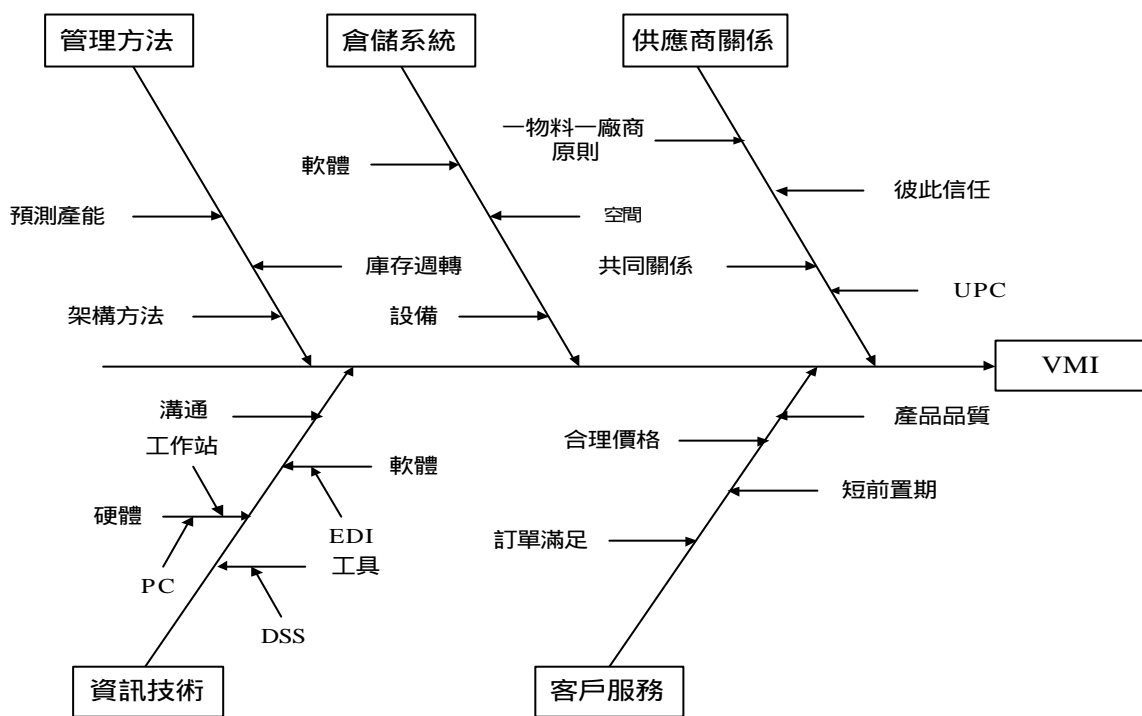 管理方法
倉儲系統
供應商關係
一物料一廠商
原則
軟體
彼此信任
預測產能
空間
庫存週轉
共同關係
UPC
架構方法
設備
VMI
溝通
產品品質
工作站
合理價格
軟體
短前置期
硬體
EDI
訂單滿足
工具
PC
DSS
資訊技術
客戶服務